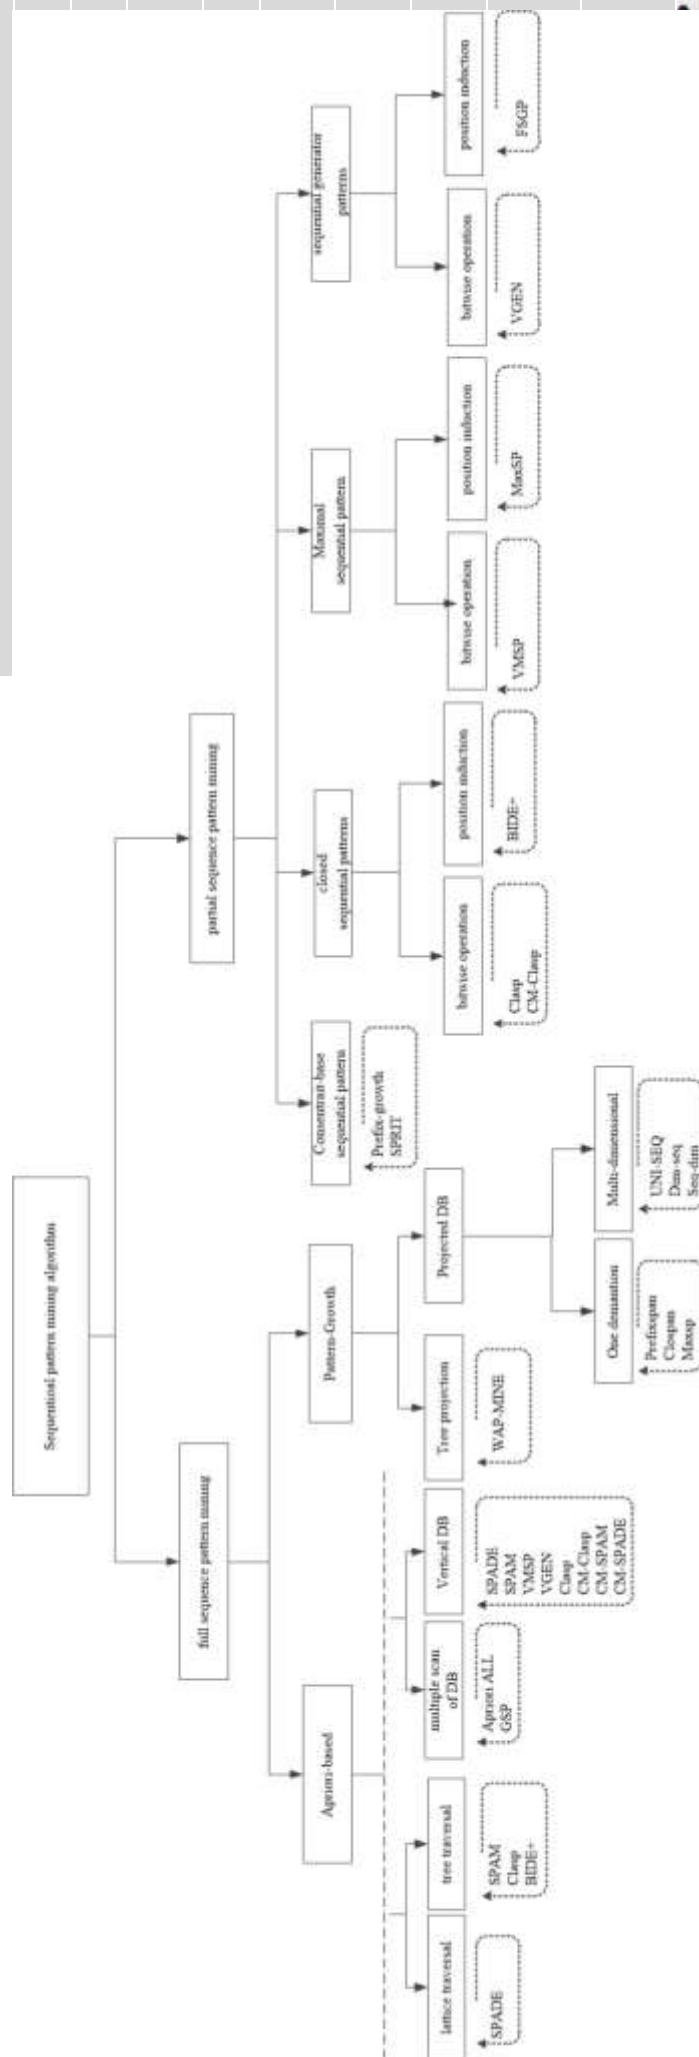 Sequential pattern mining algorithm
full sequence pattern mining
partial sequence pattern mining
Apriori-based
Pattern-Growth
Consentran-base
sequential pattern
closed
sequential patterns
Maximal
sequential pattern
sequential generator
patterns
lattice traversal
tree traversal
multiple scan
of DB
Vertical DB
Tree projection
Projected DB
Prefix-growth
SPRIT
bitwise operation
position induction
bitwise operation
position induction
bitwise operation
position induction
SPADE
SPAM
Clasp
BIDE+
Apriori ALL
GSP
SPADE
SPAM
VMSP
VGEN
Clasp
CM-Clasp
CM-SPAM
CM-SPADE
WAP-MINE
Clasp
CM-Clasp
BIDE+
VMSP
MaxSP
VGEN
FSGP
One demantion
Multi-dimensional
Prefixspan
Clospan
Maxsp
UNI-SEQ
Dim-seq
Seq-dim